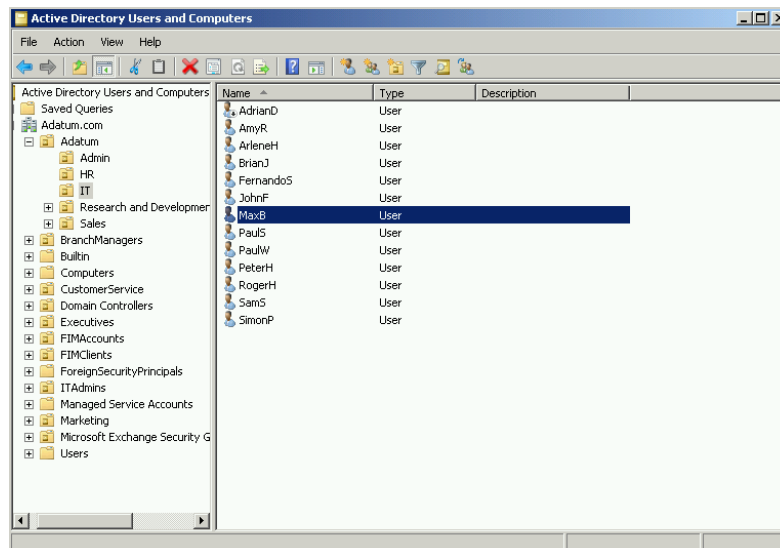 Active Directory Users and Computers
File Action View Help
Active Directory Users and Computers
Saved Queries
Adatum.com
Adatum
Admin
HR
IT
Research and Developmer
Sales
BranchManagers
Builtin
Computers
CustomerService
Domain Controllers
Executives
FIMAccounts
FIMClients
ForeignSecurityPrincipals
ITAdmins
Managed Service Accounts
Marketing
Microsoft Exchange Security G
Users
Name Type Description
AdrianD User
AmyR User
ArleneH User
BrianJ User
FernandoS User
JohnF User
MaxB User
PaulS User
PaulW User
PeterH User
RogerH User
SamS User
SimonP User